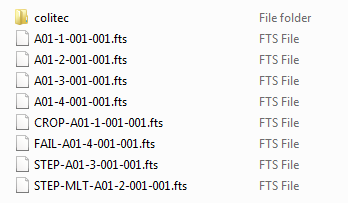 colitec File folder
A01-1-001-001.fts FTS File
A01-2-001-001.fts FTS File
A01-3-001-001.fts FTS File
A01-4-001-001.fts FTS File
CROP-A01-1-001-001.fts FTS File
FAIL-A01-4-001-001.fts FTS File
STEP-A01-3-001-001.fts FTS File
STEP-MLT-A01-2-001-001.fts FTS File